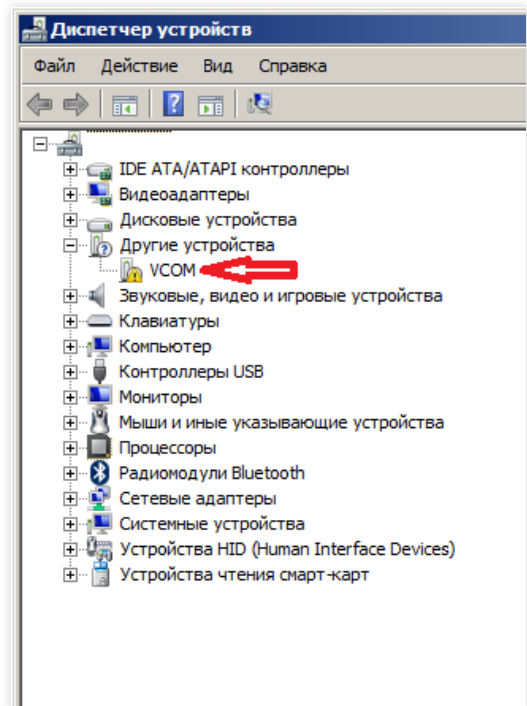 Диспетчер устройств
Файл Действие Вид Справка
IDE ATA/ATAPI контроллеры
Видеоадаптеры
Дисковые устройства
Другие устройства
VCOM
Звуковые, видео и игровые устройства
Клавиатуры
Компьютер
Контроллеры USB
Мониторы
Мыши и иные указывающие устройства
Процессоры
Радиомодули Bluetooth
Сетевые адаптеры
Системные устройства
Устройства HID (Human Interface Devices)
Устройства чтения смарт-карт